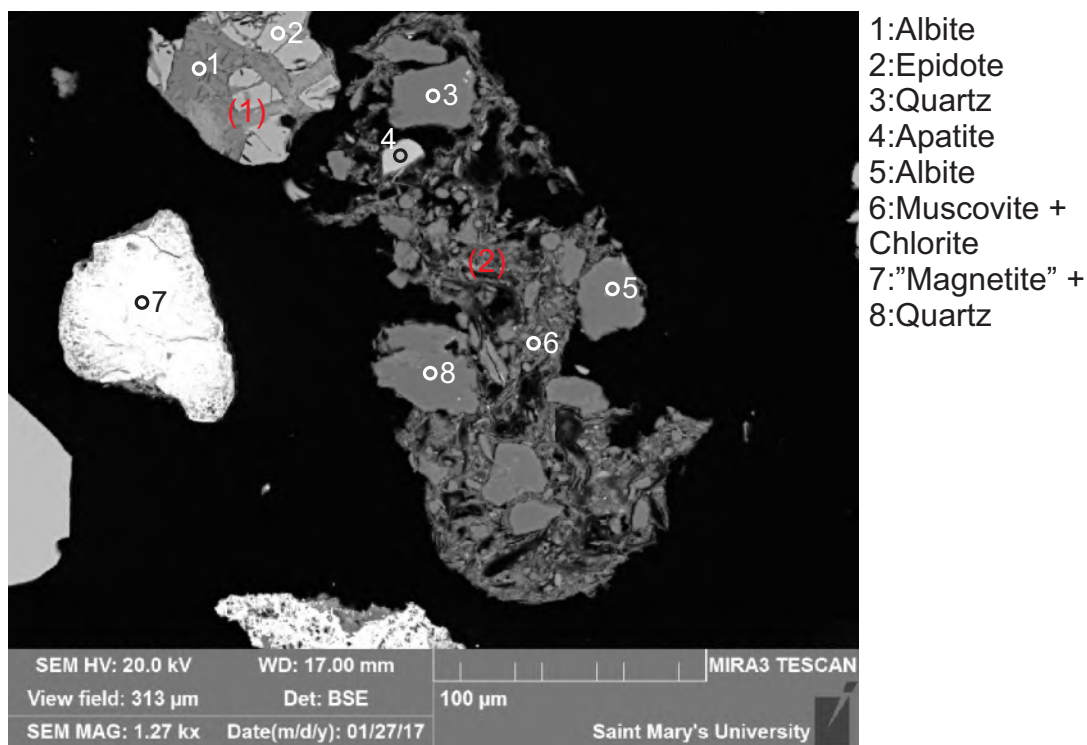 1:Albite
2:Epidote
3:Quartz
4:Apatite
5:Albite
6:Muscovite +
Chlorite
7:"Magnetite" +
8:Quartz
2
1
(1)
3
4
(2)
5
7
6
8
SEM HV: 20.0 kV WD: 17.00 mm MIRA3 TESCAN
View field: 313 µm Det: BSE 100 µm
SEM MAG: 1.27 kx Date(m/d/y): 01/27/17 Saint Mary's University